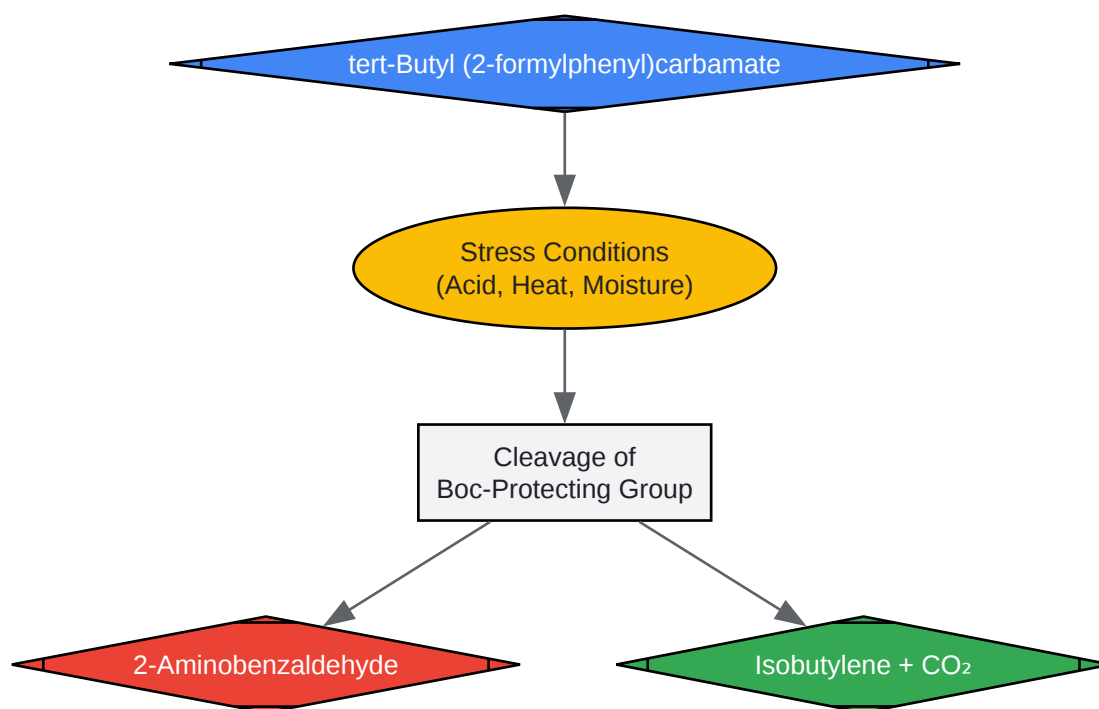 tert-Butyl (2-formylphenyl)carbamate
Stress Conditions
(Acid, Heat, Moisture)
Cleavage of
Boc-Protecting Group
2-Aminobenzaldehyde
Isobutylene + CO₂